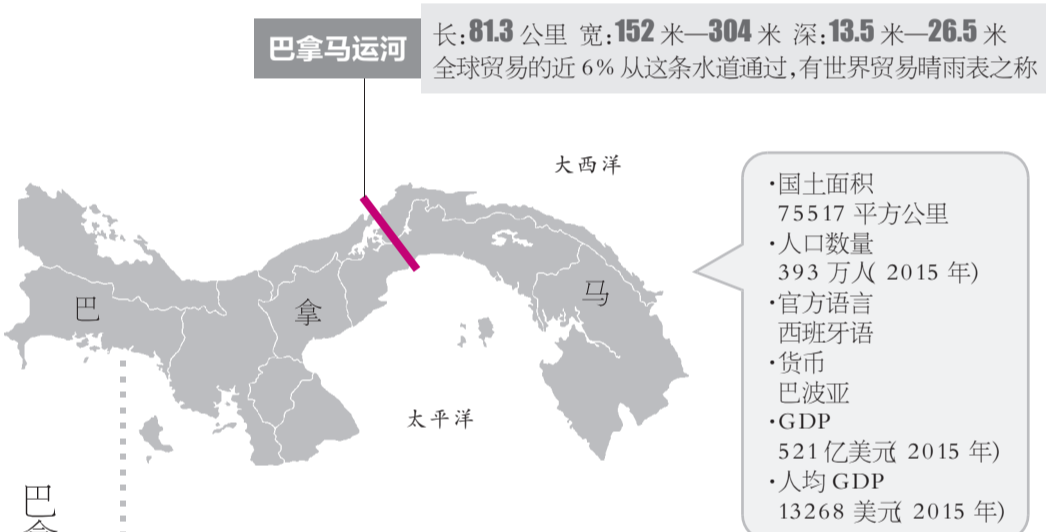 巴拿马运河
长:81.3 公里 宽:152 米—304 米 深:13.5 米—26.5 米
全球贸易的近 6% 从这条水道通过,有世界贸易晴雨表之称
大西洋
巴
拿
马
太平洋
·国土面积
75517 平方公里
·人口数量
393 万人( 2015 年)
·官方语言
西班牙语
·货币
巴波亚
·GDP
521 亿美元( 2015 年)
·人均 GDP
13268 美元( 2015 年)
巴